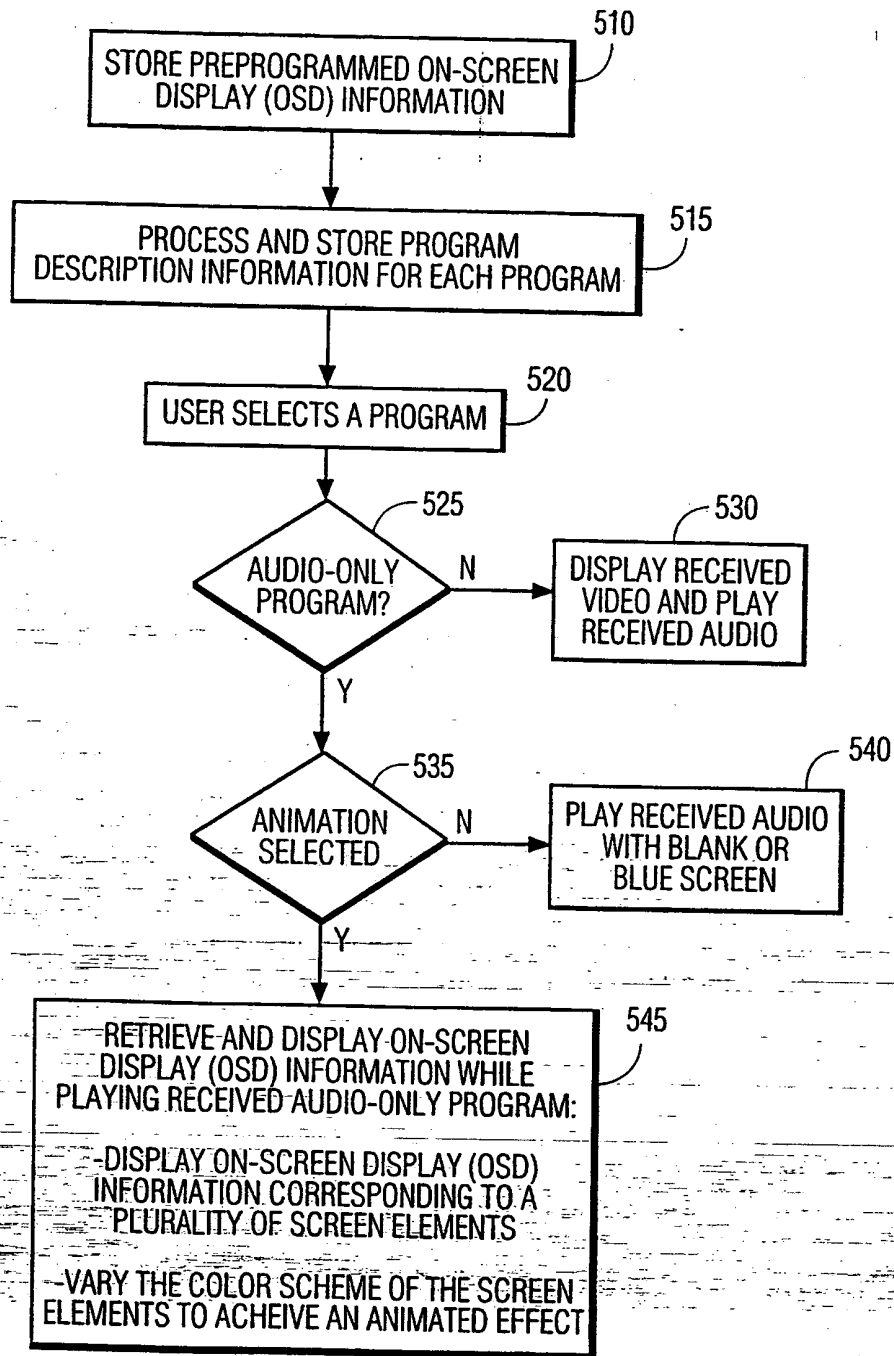 510
STORE PREPROGRAMMED ON-SCREEN
DISPLAY (OSD) INFORMATION
515
PROCESS AND STORE PROGRAM
DESCRIPTION INFORMATION FOR EACH PROGRAM
520
USER SELECTS A PROGRAM
525
AUDIO-ONLY
PROGRAM?
N
530
DISPLAY RECEIVED
VIDEO AND PLAY
RECEIVED AUDIO
Y
535
ANIMATION
SELECTED
N
540
PLAY RECEIVED AUDIO
WITH BLANK OR
BLUE SCREEN
Y
545
RETRIEVE AND DISPLAY ON-SCREEN
DISPLAY (OSD) INFORMATION WHILE
PLAYING RECEIVED AUDIO-ONLY PROGRAM:
-DISPLAY ON-SCREEN DISPLAY (OSD)
INFORMATION CORRESPONDING TO A
PLURALITY OF SCREEN ELEMENTS
-VARY THE COLOR SCHEME OF THE SCREEN
ELEMENTS TO ACHEIVE AN ANIMATED EFFECT